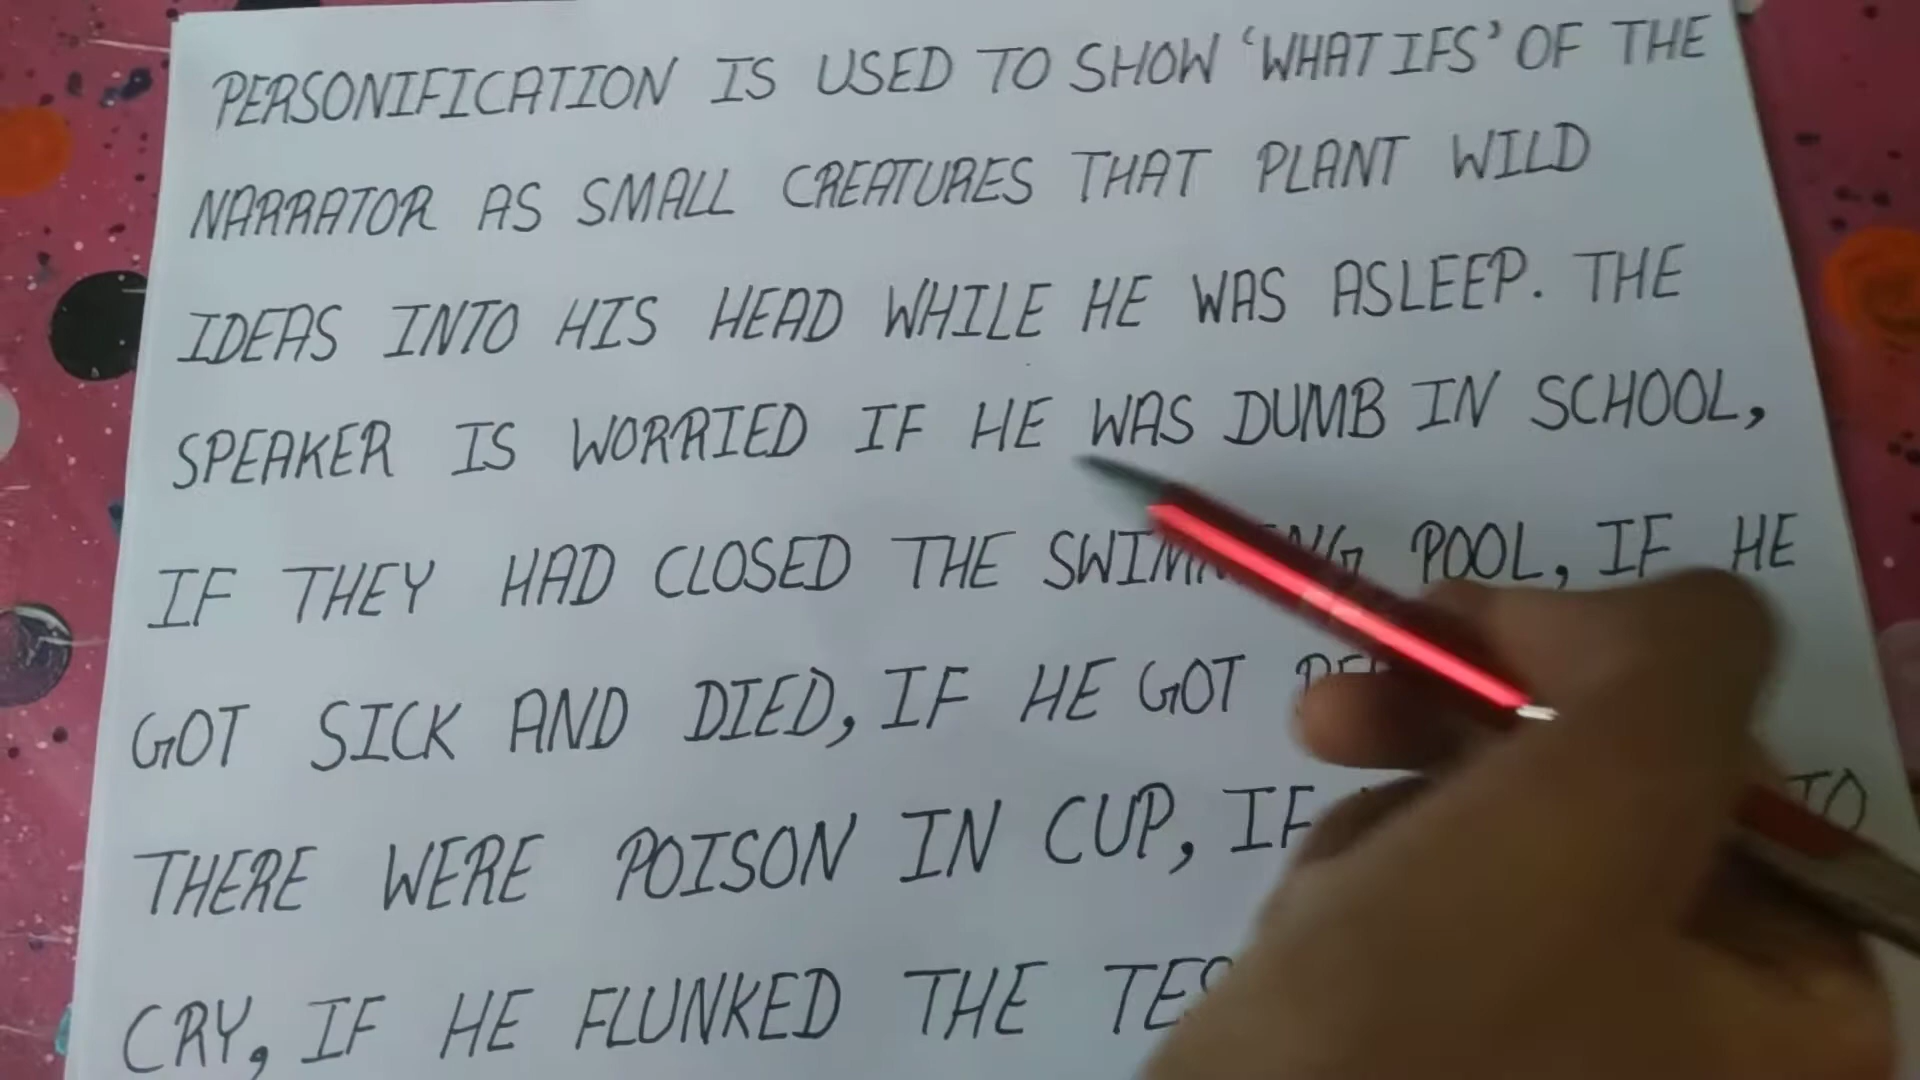 PERSONIFICATION IS USED TO SHOW 'WHAT IFS' OF THE
NARRATOR AS SMALL CREATURES THAT PLANT WILD
IDEAS INTO HIS HEAD WHILE HE WAS ASLEEP. THE
SPEAKER IS WORRIED IF HE WAS DUMB IN SCHOOL,
IF THEY HAD CLOSED THE SWIMMING POOL, IF HE
GOT SICK AND DIED, IF HE GOT
THERE WERE POISON IN CUP, IF TO
CRY, IF HE FLUNKED THE